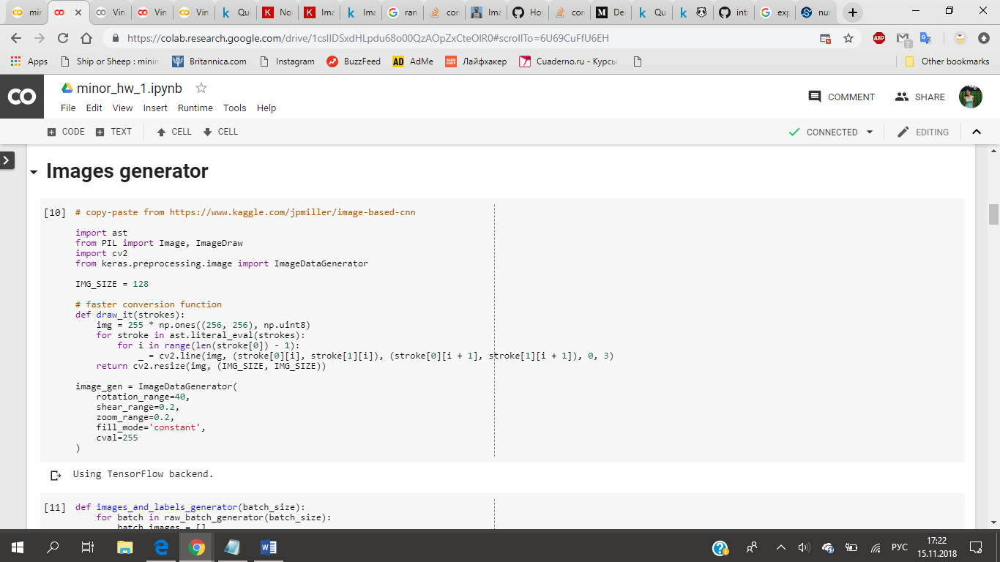 min
Vin
Vin
Vin
Qui
No
Ima
Ima
ran
con
Ima
Ho
con
De
Qu
intr
exp
nur
https://colab.research.google.com/drive/1csIIDSxdHLpdu68o00QzAOpZxCteOIR0#scrollTo=6U69CuFfU6EH
ABP
Apps
Ship or Sheep : minin
Britannica.com
Instagram
BuzzFeed
AD AdMe
Лайфхакер
Cuaderno.ru - Курсы
Other bookmarks
CO
minor_hw_1.ipynb
File Edit View Insert Runtime Tools Help
COMMENT
SHARE
CODE TEXT CELL CELL
CONNECTED
EDITING
Images generator
[10] # copy-paste from https://www.kaggle.com/jpmiller/image-based-cnn
import ast
from PIL import Image, ImageDraw
import cv2
from keras.preprocessing.image import ImageDataGenerator
IMG_SIZE = 128
# faster conversion function
def draw_it(strokes):
img = 255 * np.ones((256, 256), np.uint8)
for stroke in ast.literal_eval(strokes):
for i in range(len(stroke[0]) - 1):
_ = cv2.line(img, (stroke[0][i], stroke[1][i]), (stroke[0][i + 1], stroke[1][i + 1]), 0, 3)
return cv2.resize(img, (IMG_SIZE, IMG_SIZE))
image_gen = ImageDataGenerator(
rotation_range=40,
shear_range=0.2,
zoom_range=0.2,
fill_mode='constant',
cval=255
)
Using TensorFlow backend.
[11] def images_and_labels_generator(batch_size):
for batch in raw_batch_generator(batch_size):
batch_images = []
РУС
17:22
15.11.2018